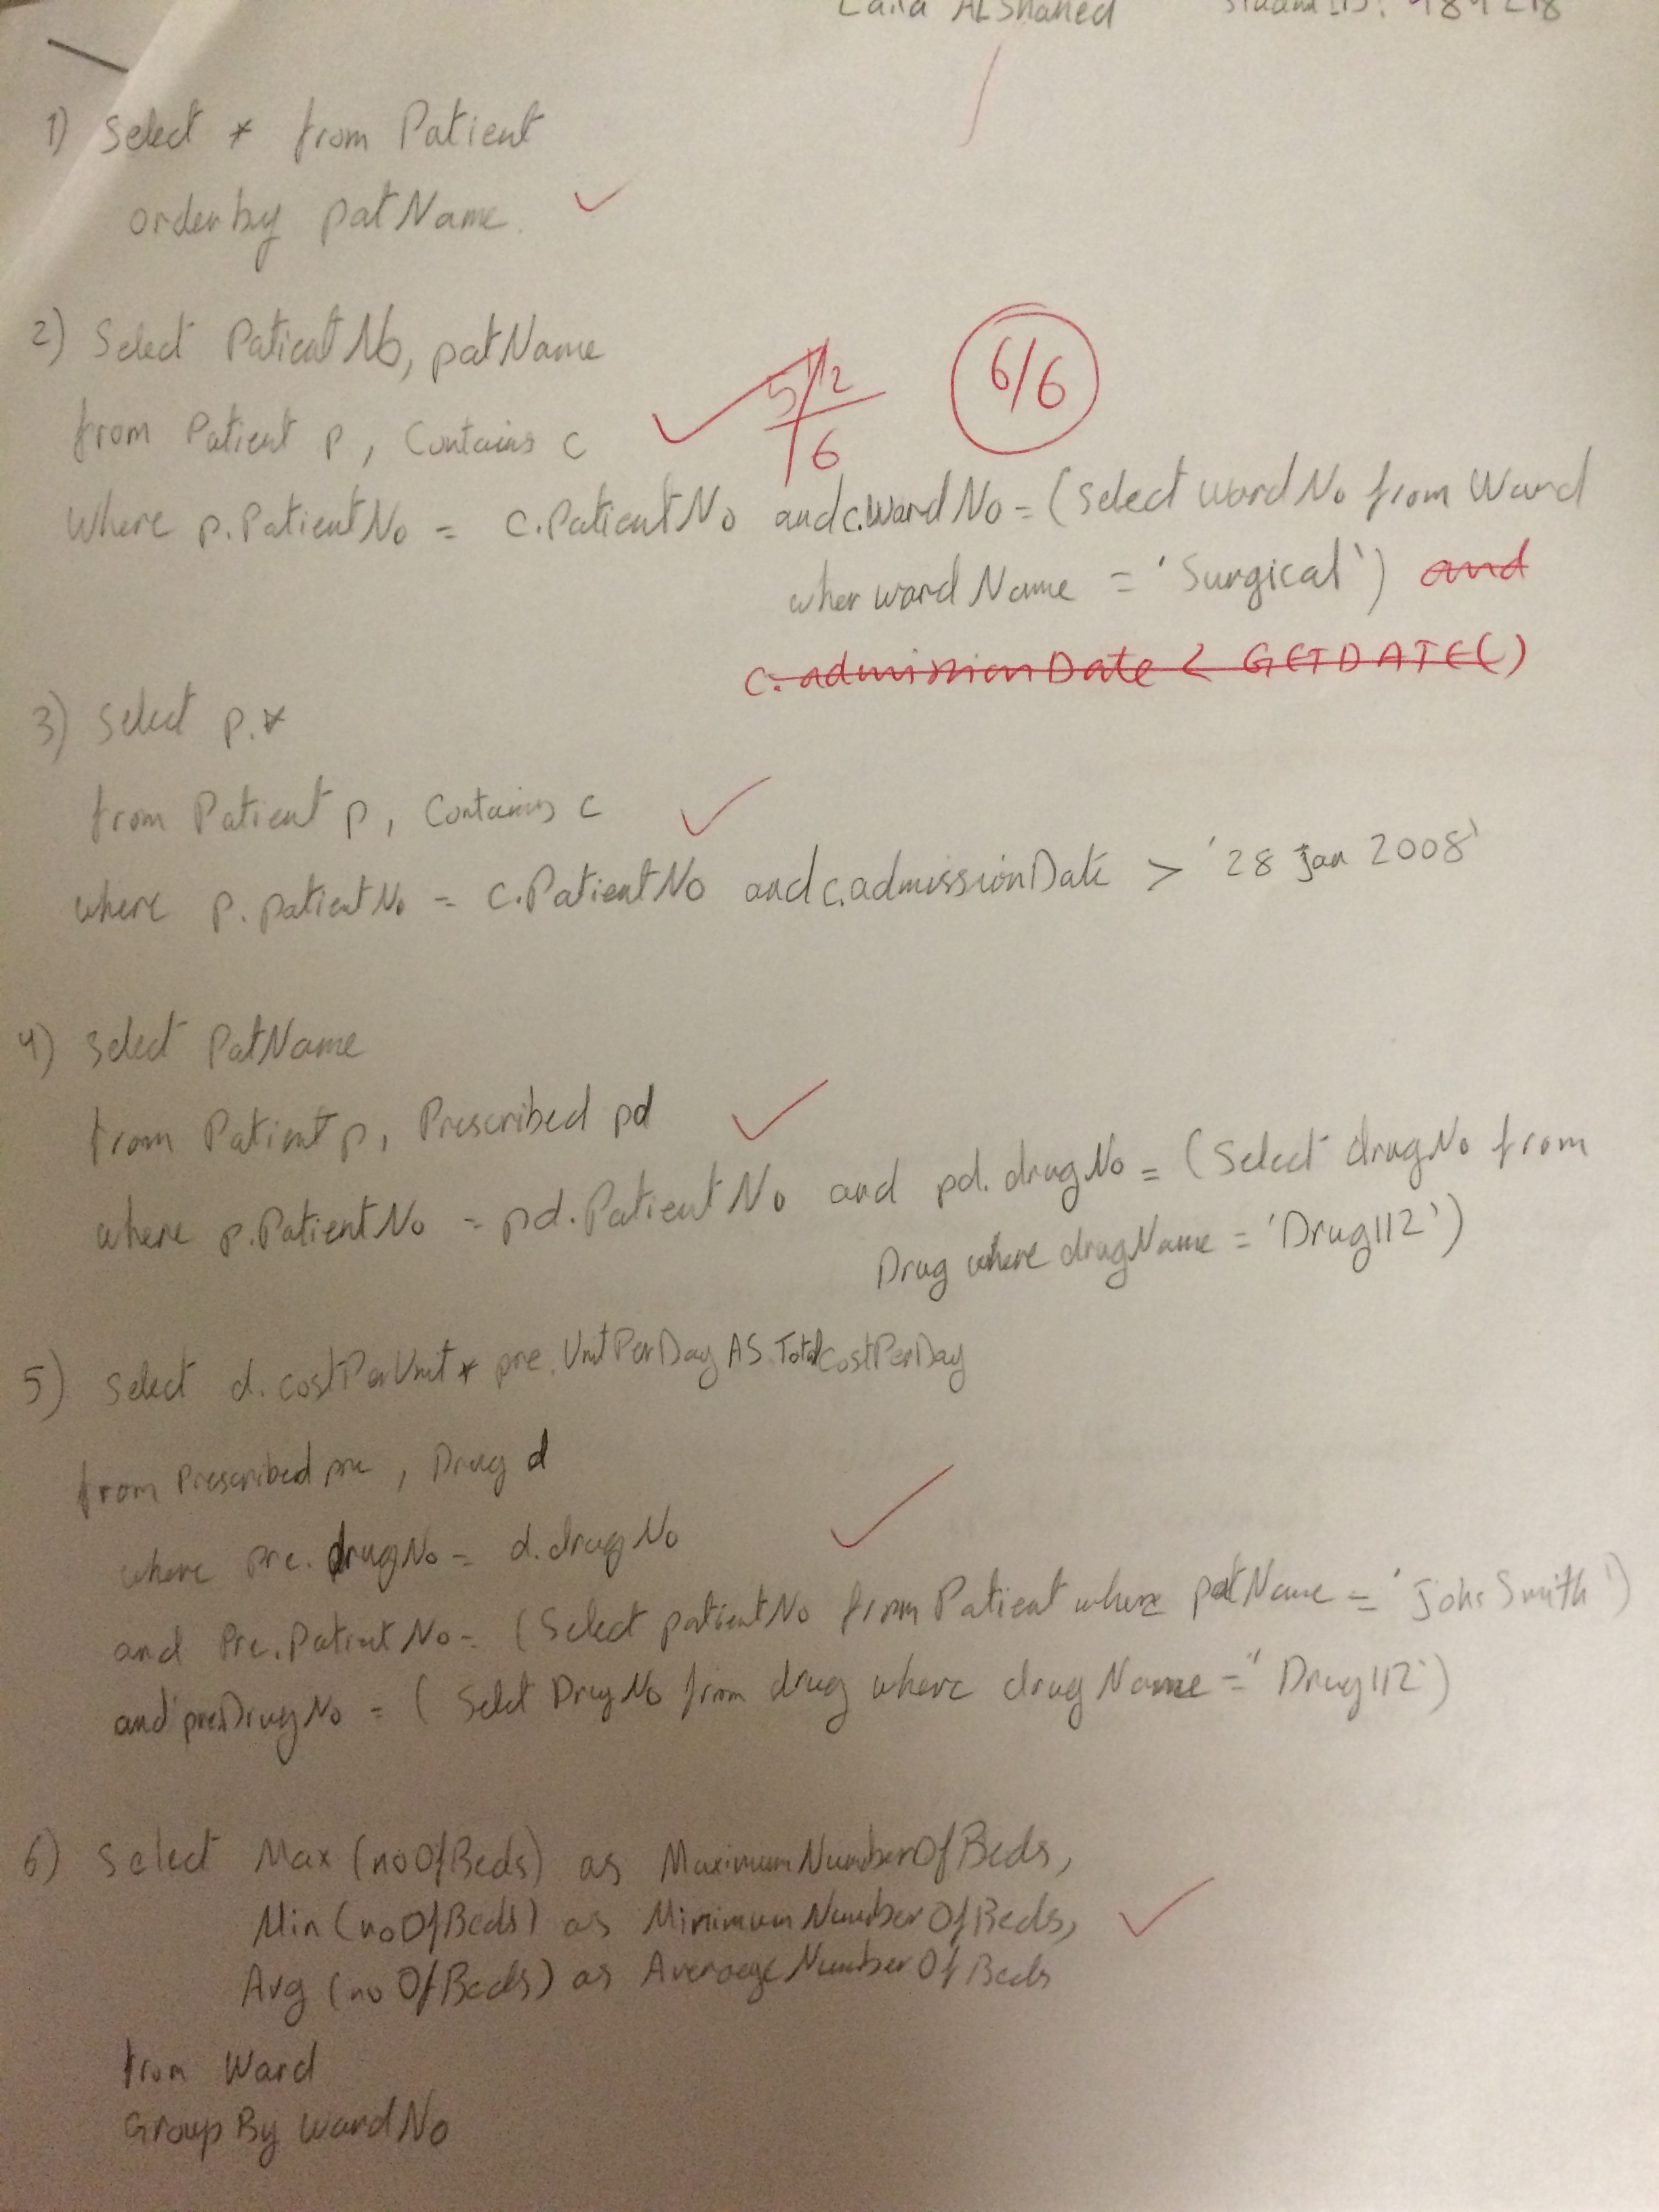 Laila ALShahed Student ID:
1) Select * from Patient
order by patName.
2) Select PatientNo, patName
from Patient p, Contains c
5 1/2 / 6
6/6
Where p.PatientNo = c.PatientNo and c.wardNo = (Select wardNo from Ward
wher wardName = 'Surgical') and
c.admissionDate < GETDATE()
3) Select p.*
from Patient p, Contains c
where p.patientNo = c.PatientNo and c.admissionDate > '28 Jan 2008'
4) Select PatName
from Patient p, Prescribed pd
where p.PatientNo = pd.PatientNo and pd.drugNo = (Select drugNo from
Drug where drugName = 'Drug112')
5) Select d.costPerUnit * pre.UnitPerDay AS TotalCostPerDay
from Prescribed pre, Drug d
where pre.drugNo = d.drugNo
and Pre.PatientNo = (Select patientNo from Patient where patName = 'John Smith')
and pre.DrugNo = (Selct DrugNo from drug where drugName = 'Drug112')
6) Select Max (noOfBeds) as MaximumNumberOfBeds,
Min (noOfBeds) as MinimumNumberOfBeds,
Avg (noOfBeds) as AveraegeNumberOfBeds
from Ward
Group By wardNo